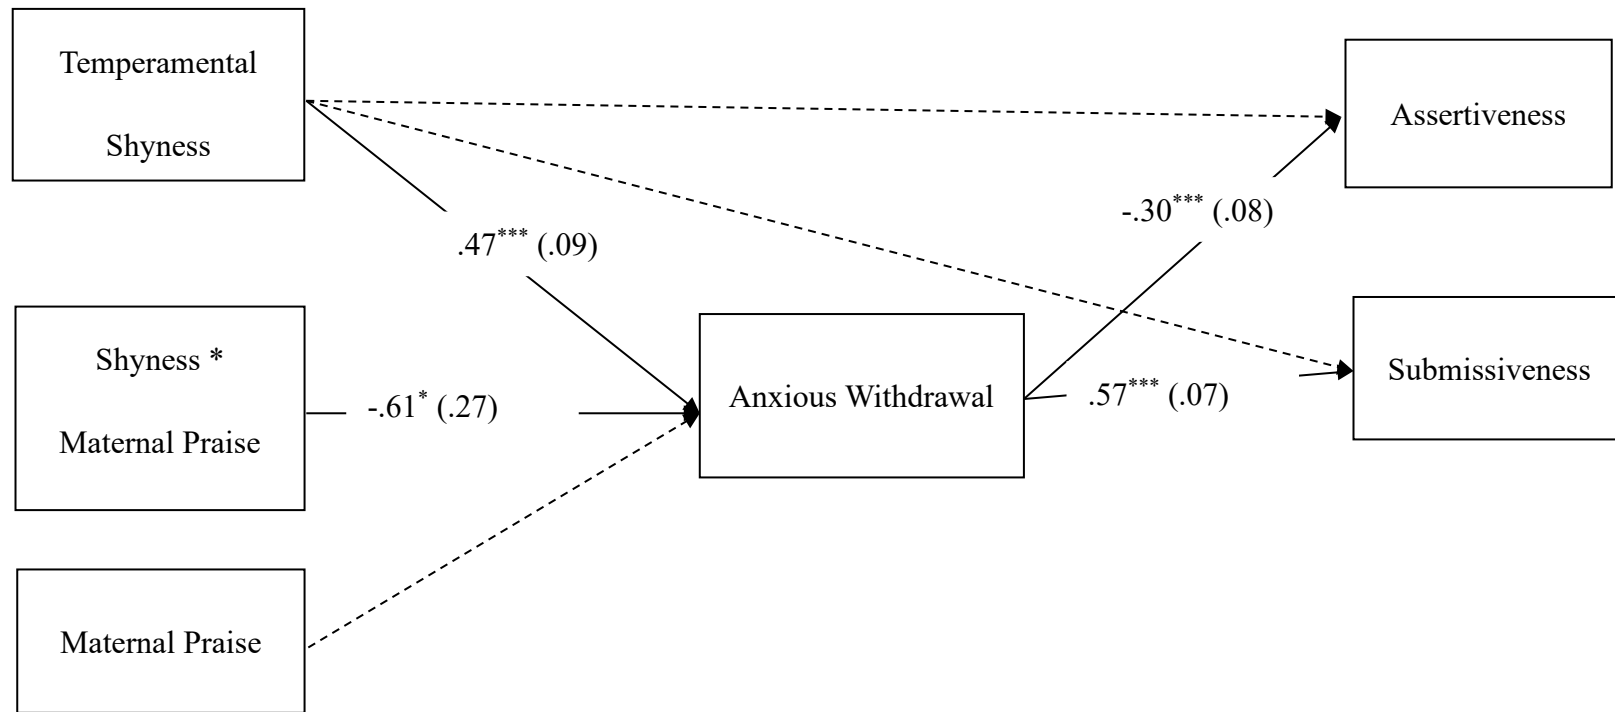 Temperamental
Shyness
Assertiveness
-.30*** (.08)
.47*** (.09)
Shyness *
Maternal Praise
-.61* (.27)
Anxious Withdrawal
.57*** (.07)
Submissiveness
Maternal Praise